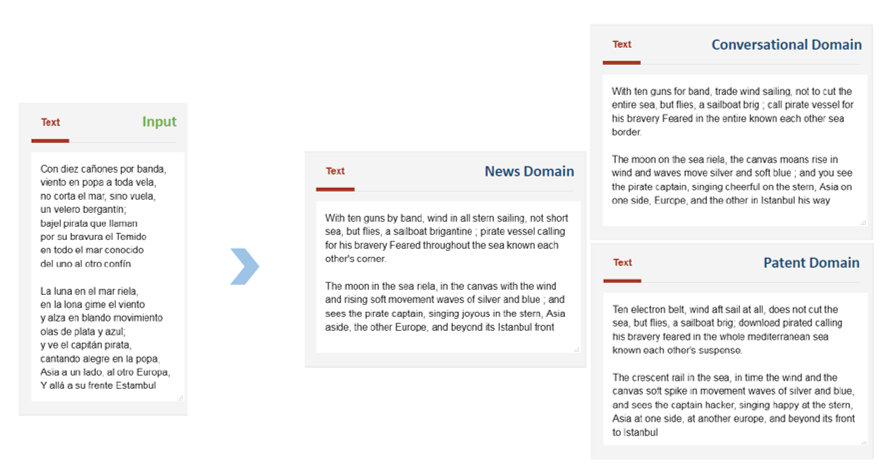 Text Input
Con diez cañones por banda,
viento en popa a toda vela,
no corta el mar, sino vuela,
un velero bergantín;
bajel pirata que llaman
por su bravura el Temido
en todo el mar conocido
del uno al otro confín
La luna en el mar riela,
en la lona gime el viento
y alza en blando movimiento
olas de plata y azul;
y ve el capitán pirata,
cantando alegre en la popa,
Asia a un lado, al otro Europa,
Y allá a su frente Estambul
Text News Domain
With ten guns by band, wind in all stern sailing, not short
sea, but flies, a sailboat brigantine ; pirate vessel calling
for his bravery Feared throughout the sea known each
other's corner.
The moon in the sea riela, in the canvas with the wind
and rising soft movement waves of silver and blue ; and
sees the pirate captain, singing joyous in the stern, Asia
aside, the other Europe, and beyond its Istanbul front
Text Conversational Domain
With ten guns for band, trade wind sailing, not to cut the
entire sea, but flies, a sailboat brig ; call pirate vessel for
his bravery Feared in the entire known each other sea
border.
The moon on the sea riela, the canvas moans rise in
wind and waves move silver and soft blue ; and you see
the pirate captain, singing cheerful on the stern, Asia on
one side, Europe, and the other in Istanbul his way
Text Patent Domain
Ten electron belt, wind aft sail at all, does not cut the
sea, but flies, a sailboat brig; download pirated calling
his bravery feared in the whole mediterranean sea
known each other's suspense.
The crescent rail in the sea, in time the wind and the
canvas soft spike in movement waves of silver and blue,
and sees the captain hacker, singing happy at the stern,
Asia at one side, at another europe, and beyond its front
to Istanbul